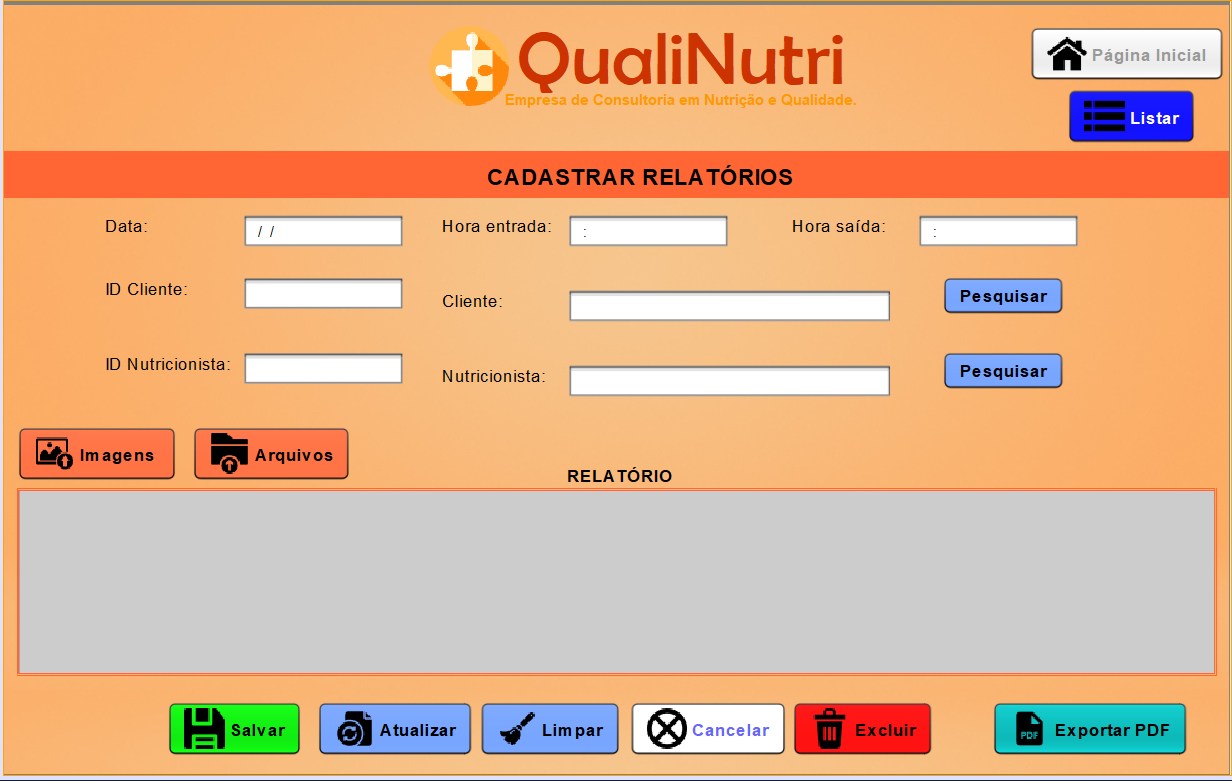 QualiNutri
Empresa de Consultoria em Nutrição e Qualidade.
Página Inicial
Listar
CADASTRAR RELATÓRIOS
Data: / / Hora entrada: : Hora saída: :
ID Cliente: Cliente: Pesquisar
ID Nutricionista: Nutricionista: Pesquisar
Imagens Arquivos
RELATÓRIO
Salvar Atualizar Limpar Cancelar Excluir PDF Exportar PDF